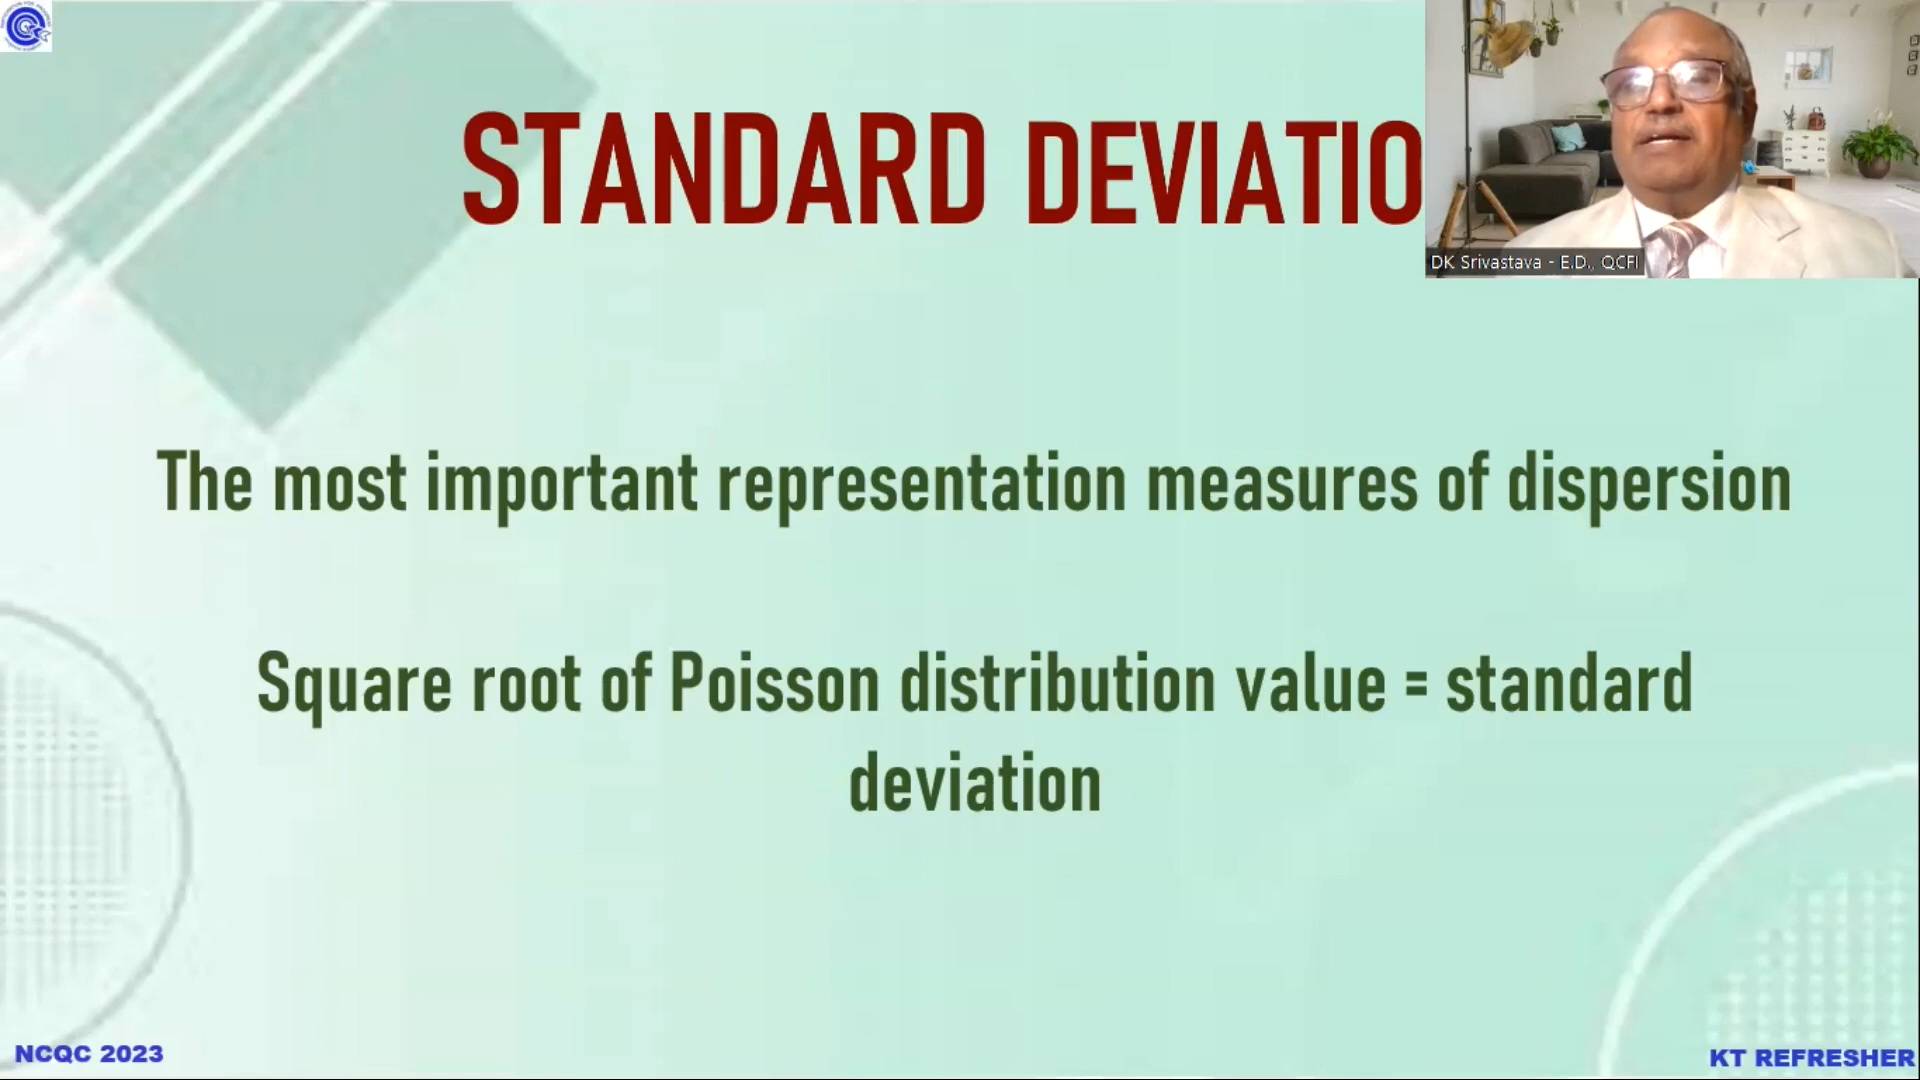 STANDARD DEVIATIO
DK Srivastava - E.D., QCFI
The most important representation measures of dispersion
Square root of Poisson distribution value = standard
deviation
NCQC 2023
KT REFRESHER